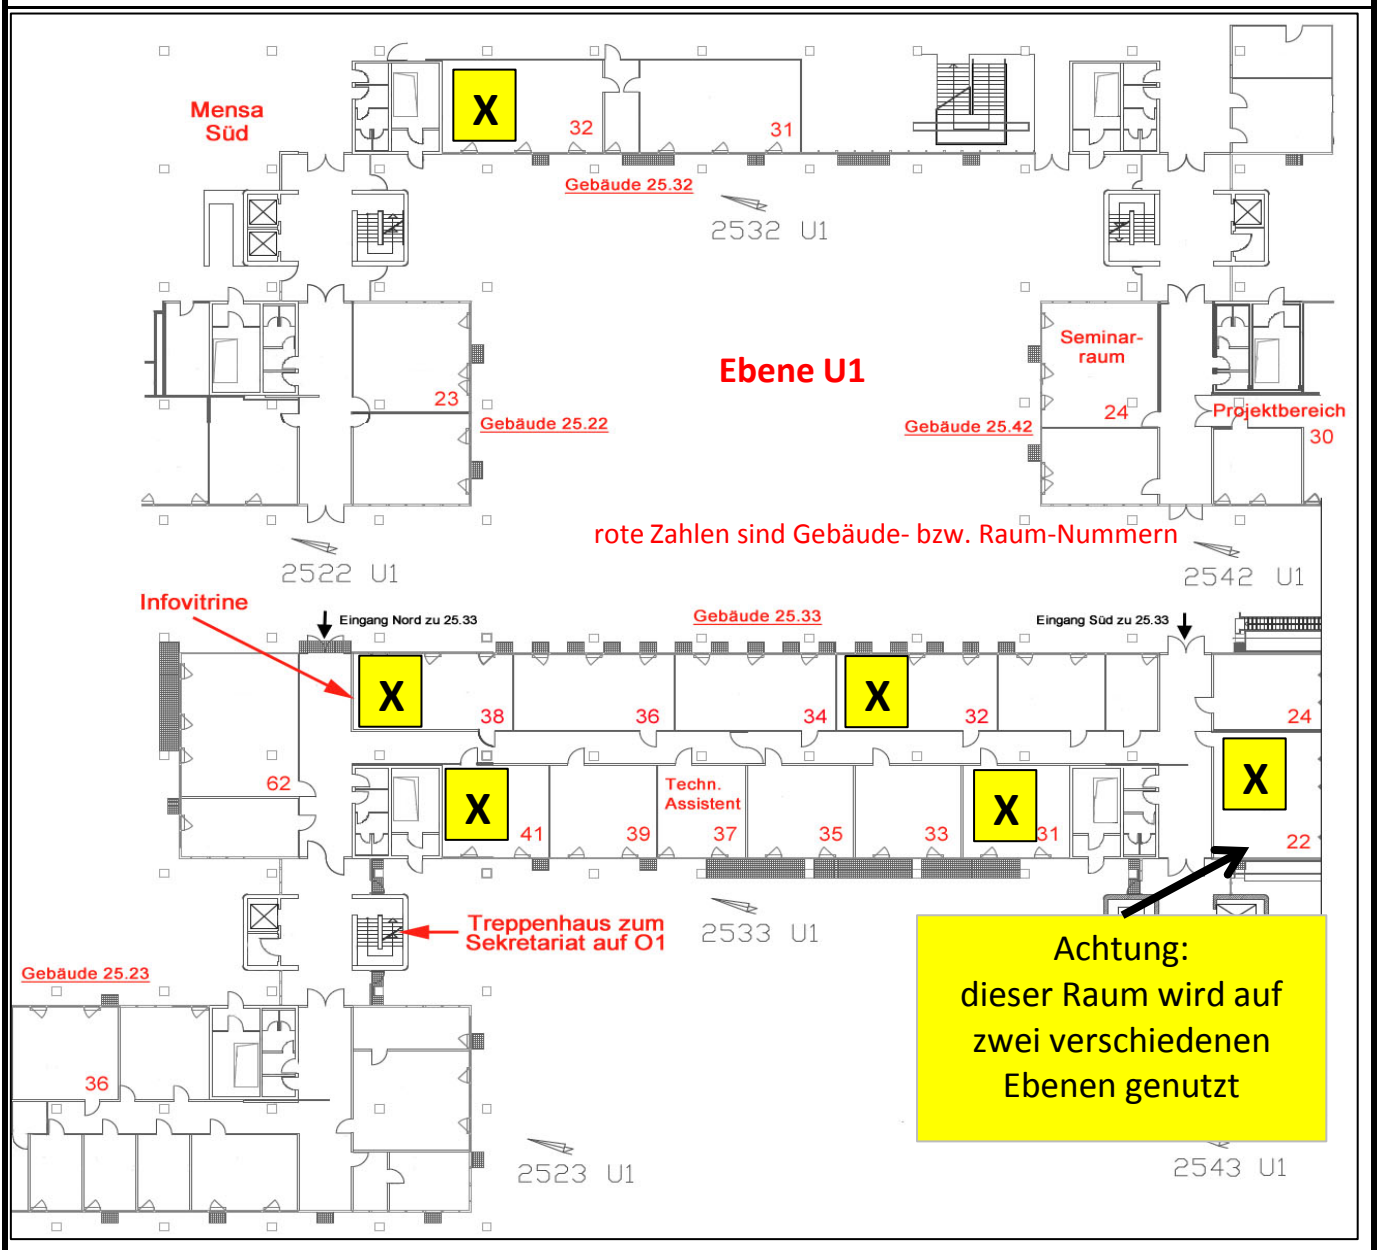 Mensa
Süd
X
32
31
Gebäude 25.32
2532 U1
23
Gebäude 25.22
Ebene U1
Seminar-
raum
24
Gebäude 25.42
Projektbereich
30
rote Zahlen sind Gebäude- bzw. Raum-Nummern
2522 U1
2542 U1
Infovitrine
Eingang Nord zu 25.33
Gebäude 25.33
Eingang Süd zu 25.33
X
38
36
34
X
32
24
62
X
41
39
Techn.
Assistent
37
35
33
X
31
X
22
Treppenhaus zum
Sekretariat auf O1
2533 U1
Gebäude 25.23
36
2523 U1
Achtung:
dieser Raum wird auf
zwei verschiedenen
Ebenen genutzt
2543 U1